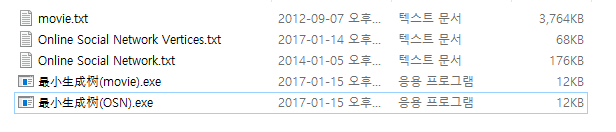 movie.txt 2012-09-07 오후... 텍스트 문서 3,764KB
Online Social Network Vertices.txt 2017-01-14 오후... 텍스트 문서 68KB
Online Social Network.txt 2014-01-05 오후... 텍스트 문서 176KB
最小生成树(movie).exe 2017-01-15 오후... 응용 프로그램 12KB
最小生成树(OSN).exe 2017-01-15 오후... 응용 프로그램 12KB